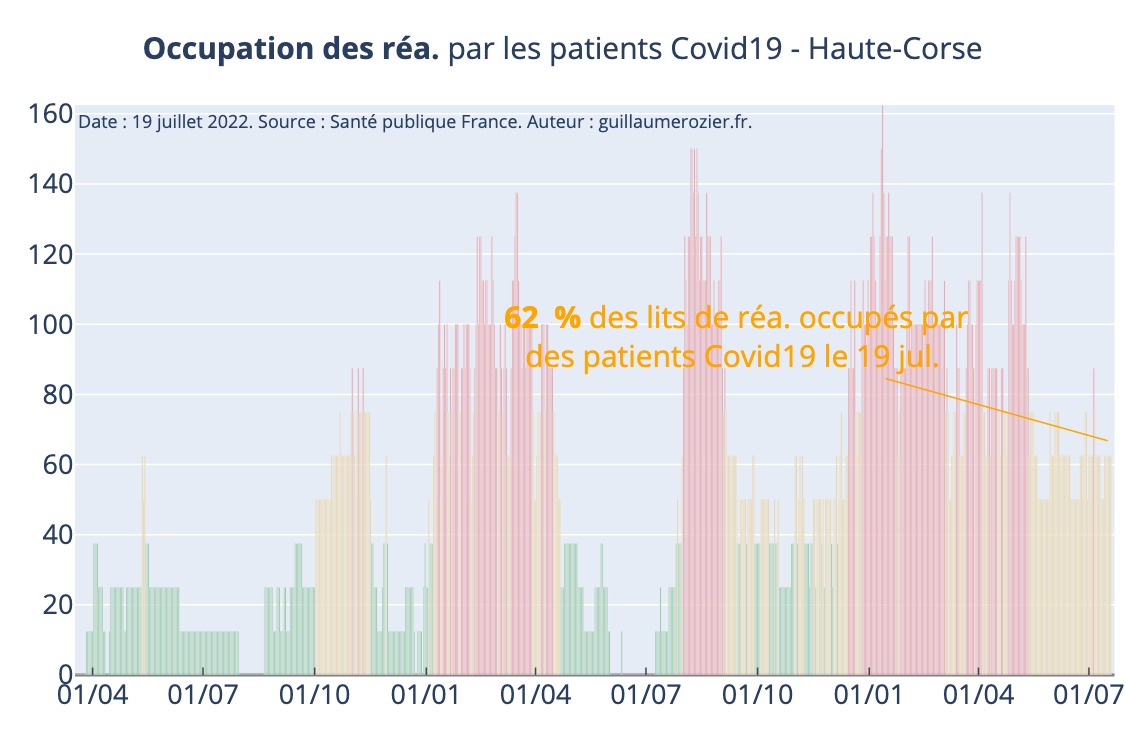 Occupation des réa. par les patients Covid19 - Haute-Corse
160
Date : 19 juillet 2022. Source : Santé publique France. Auteur : guillaumerozier.fr.
140
120
100
62 % des lits de réa. occupés par
des patients Covid19 le 19 jul.
80
60
40
20
0
01/04 01/07 01/10 01/01 01/04 01/07 01/10 01/01 01/04 01/07